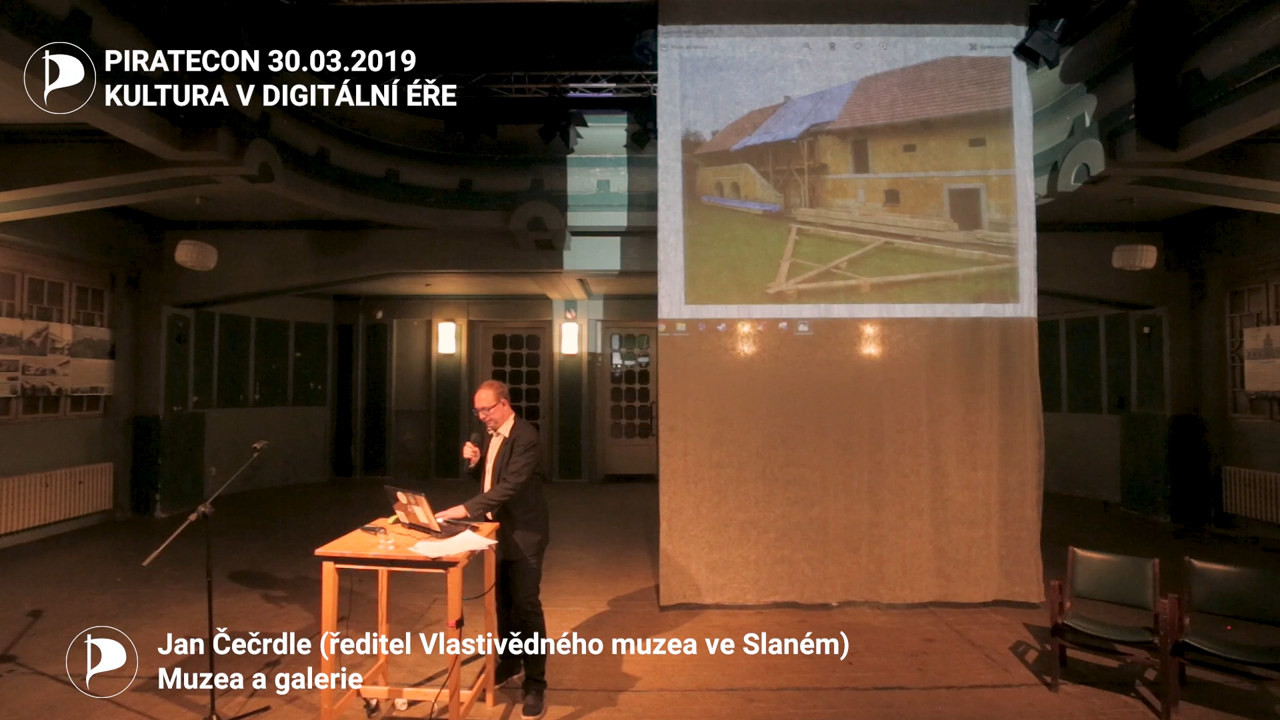 PIRATECON 30.03.2019
KULTURA V DIGITÁLNÍ ÉŘE
Jan Čečrdle (ředitel Vlastivědného muzea ve Slaném)
Muzea a galerie